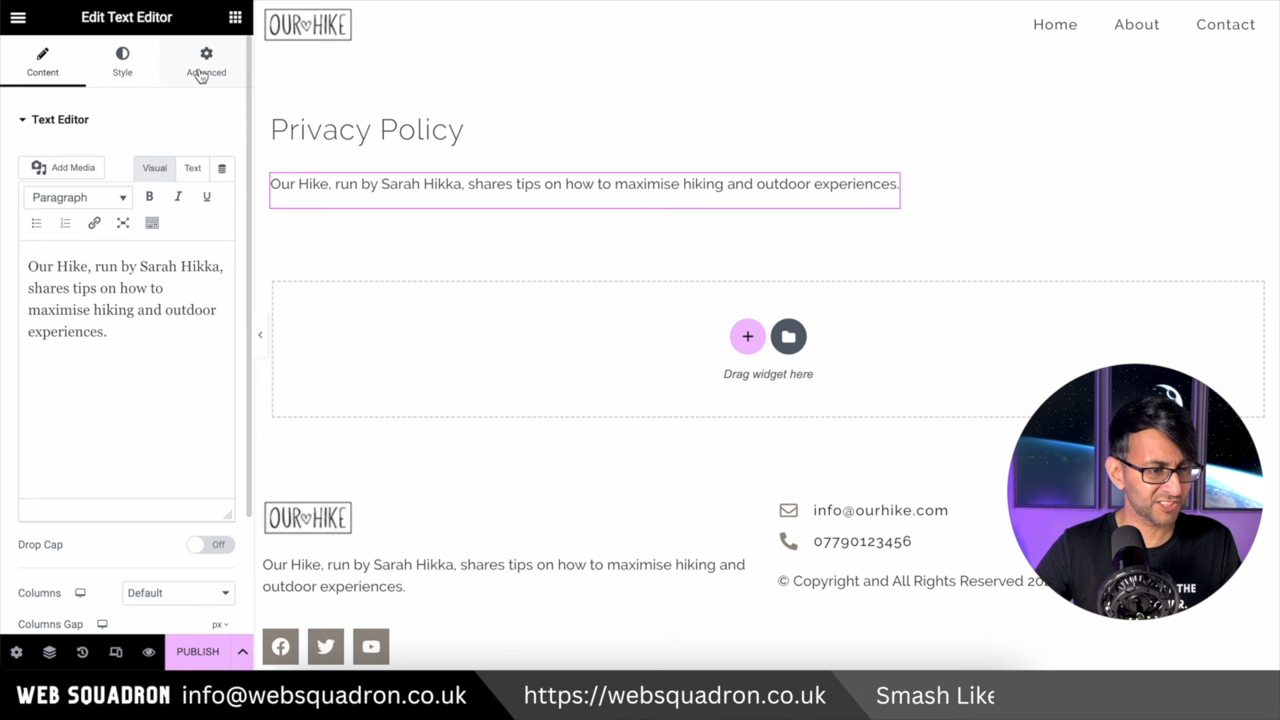 Edit Text Editor
Content
Style
Advanced
Text Editor
Add Media
Visual
Text
Paragraph
B
I
U
Our Hike, run by Sarah Hikka,
shares tips on how to
maximise hiking and outdoor
experiences.
Drop Cap
Off
Columns
Default
Columns Gap
px
PUBLISH
OUR HIKE
Home
About
Contact
Privacy Policy
Our Hike, run by Sarah Hikka, shares tips on how to maximise hiking and outdoor experiences.
Drag widget here
OUR HIKE
Our Hike, run by Sarah Hikka, shares tips on how to maximise hiking and
outdoor experiences.
info@ourhike.com
07790123456
© Copyright and All Rights Reserved
WEB SQUADRON
info@websquadron.co.uk
https://websquadron.co.uk
Smash Like